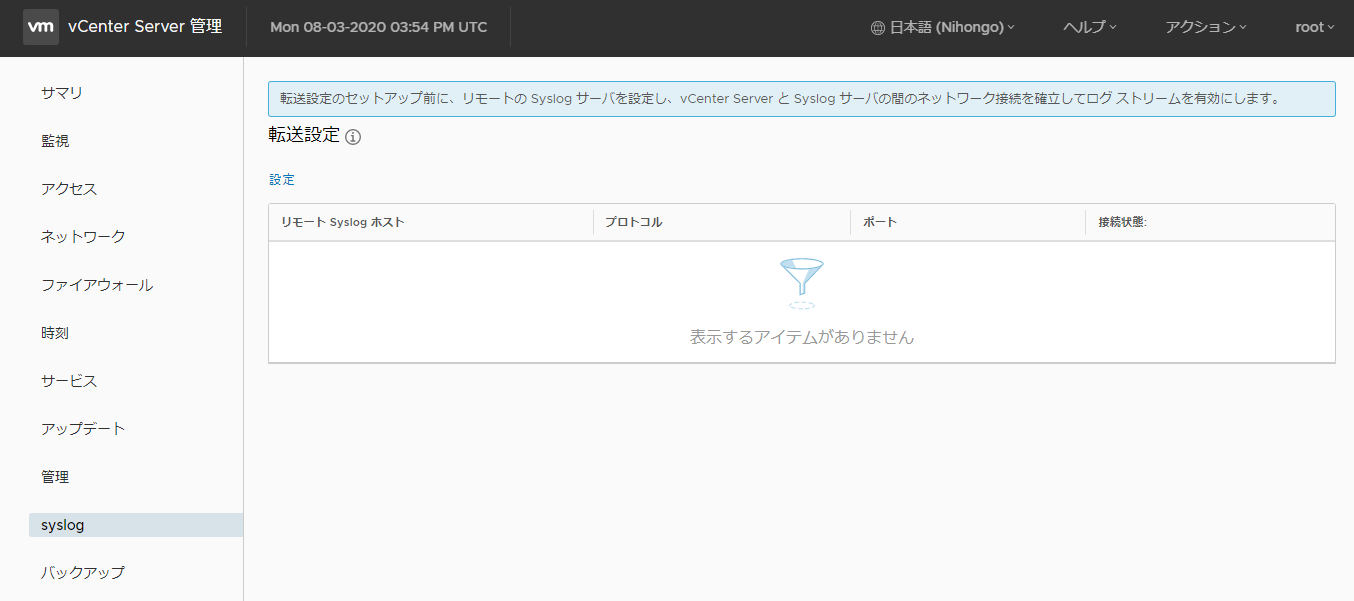 vm vCenter Server 管理 Mon 08-03-2020 03:54 PM UTC 日本語 (Nihongo) ヘルプ アクション root
サマリ
監視
アクセス
ネットワーク
ファイアウォール
時刻
サービス
アップデート
管理
syslog
バックアップ
転送設定のセットアップ前に、リモートの Syslog サーバを設定し、vCenter Server と Syslog サーバの間のネットワーク接続を確立してログ ストリームを有効にします。
転送設定
設定
リモート Syslog ホスト プロトコル ポート 接続状態:
表示するアイテムがありません